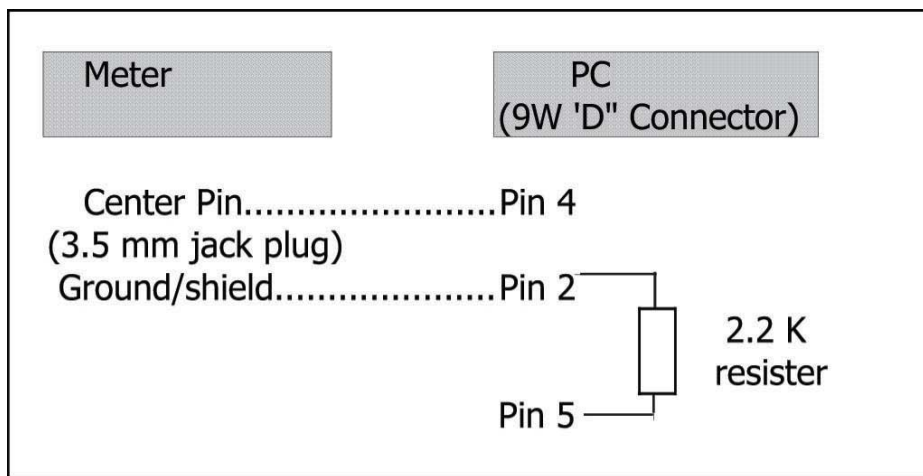 Meter
PC
(9W 'D" Connector)
Center Pin........................Pin 4
(3.5 mm jack plug)
Ground/shield.....................Pin 2
2.2 K
resister
Pin 5